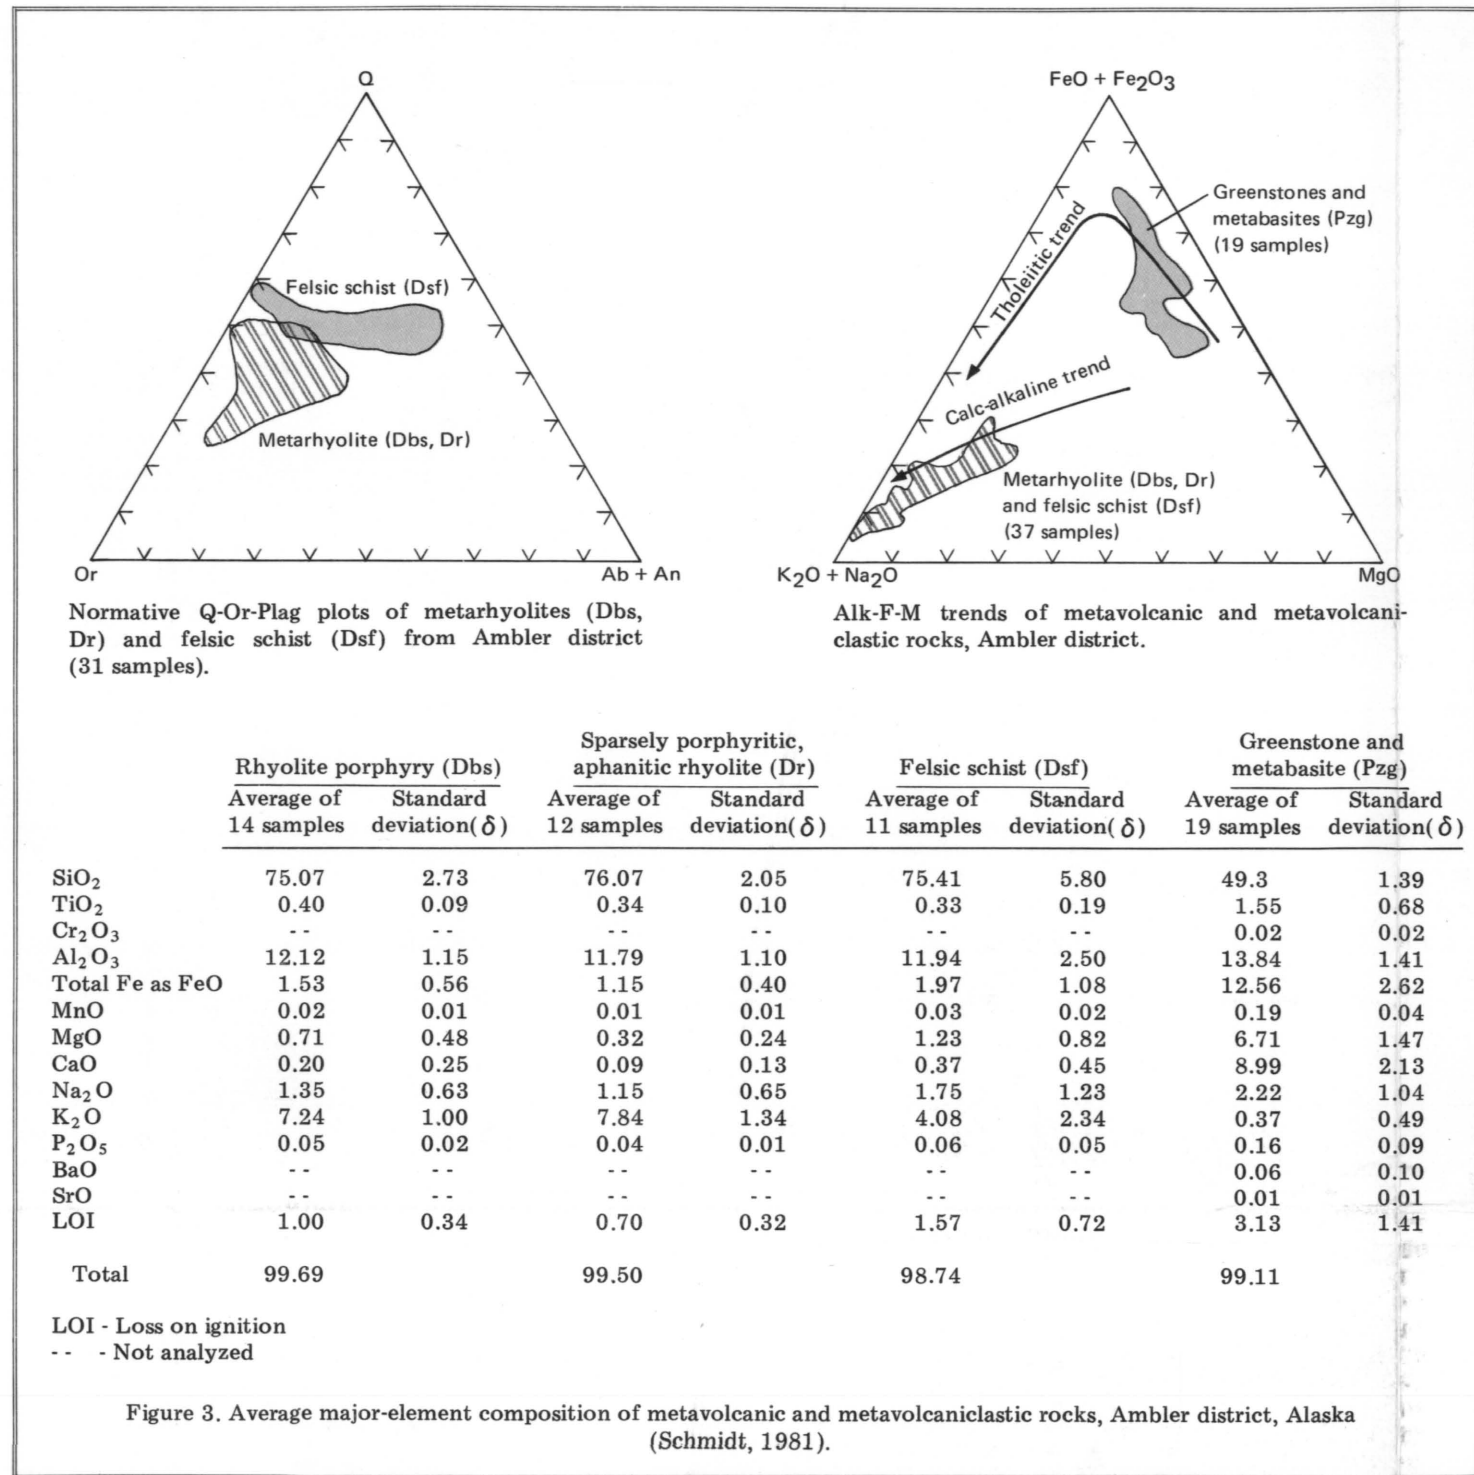 Q
Felsic schist (Dsf)
Metarhyolite (Dbs, Dr)
Or
Ab + An
Normative Q-Or-Plag plots of metarhyolites (Dbs,
Dr) and felsic schist (Dsf) from Ambler district
(31 samples).
FeO + Fe₂O₃
Greenstones and
metabasites (Pzg)
(19 samples)
Tholeiitic trend
Calc-alkaline trend
Metarhyolite (Dbs, Dr)
and felsic schist (Dsf)
(37 samples)
K₂O + Na₂O
MgO
Alk-F-M trends of metavolcanic and metavolcani-
clastic rocks, Ambler district.
Sparsely porphyritic, Greenstone and
Rhyolite porphyry (Dbs) aphanitic rhyolite (Dr) Felsic schist (Dsf) metabasite (Pzg)
Average of Standard Average of Standard Average of Standard Average of Standard
14 samples deviation(δ) 12 samples deviation(δ) 11 samples deviation(δ) 19 samples deviation(δ)
SiO₂ 75.07 2.73 76.07 2.05 75.41 5.80 49.3 1.39
TiO₂ 0.40 0.09 0.34 0.10 0.33 0.19 1.55 0.68
Cr₂O₃ -- -- -- -- -- -- 0.02 0.02
Al₂O₃ 12.12 1.15 11.79 1.10 11.94 2.50 13.84 1.41
Total Fe as FeO 1.53 0.56 1.15 0.40 1.97 1.08 12.56 2.62
MnO 0.02 0.01 0.01 0.01 0.03 0.02 0.19 0.04
MgO 0.71 0.48 0.32 0.24 1.23 0.82 6.71 1.47
CaO 0.20 0.25 0.09 0.13 0.37 0.45 8.99 2.13
Na₂O 1.35 0.63 1.15 0.65 1.75 1.23 2.22 1.04
K₂O 7.24 1.00 7.84 1.34 4.08 2.34 0.37 0.49
P₂O₅ 0.05 0.02 0.04 0.01 0.06 0.05 0.16 0.09
BaO -- -- -- -- -- -- 0.06 0.10
SrO -- -- -- -- -- -- 0.01 0.01
LOI 1.00 0.34 0.70 0.32 1.57 0.72 3.13 1.41
Total 99.69 99.50 98.74 99.11
LOI - Loss on ignition
-- - Not analyzed
Figure 3. Average major-element composition of metavolcanic and metavolcaniclastic rocks, Ambler district, Alaska
(Schmidt, 1981).